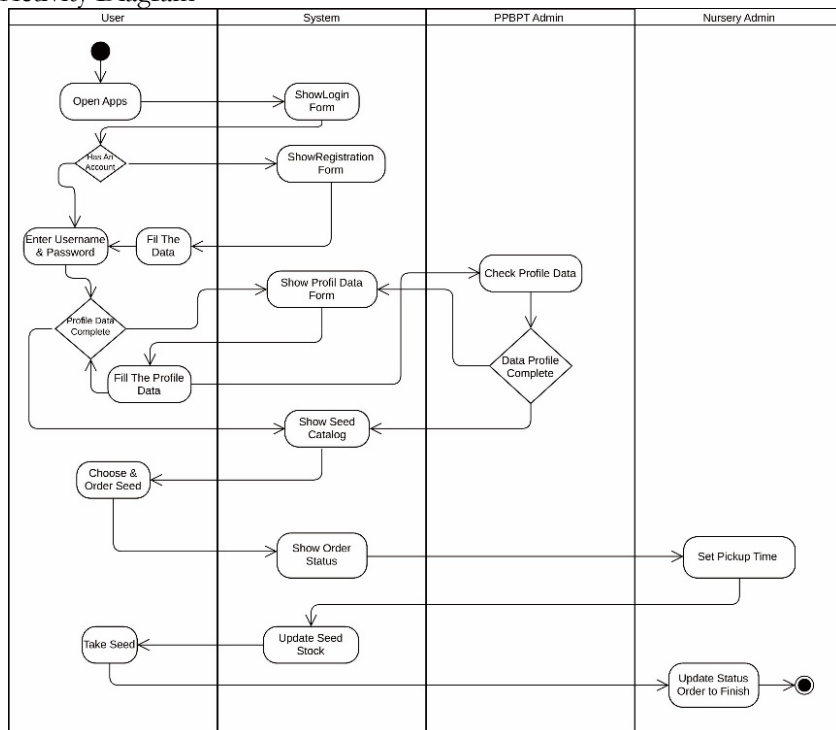 Activity Diagram
User
System
PPBPT Admin
Nursery Admin
Open Apps
ShowLogin
Form
Has An
Account
ShowRegistration
Form
Enter Username
& Password
Fil The
Data
Check Profile Data
Show Profil Data
Form
Profile Data
Complete
Data Profile
Complete
Fill The Profile
Data
Show Seed
Catalog
Choose &
Order Seed
Show Order
Status
Set Pickup Time
Take Seed
Update Seed
Stock
Update Status
Order to Finish